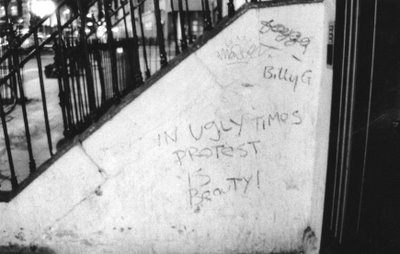 Billy G
IN UGLY TIMES
PROTEST
IS
BEAUTY!